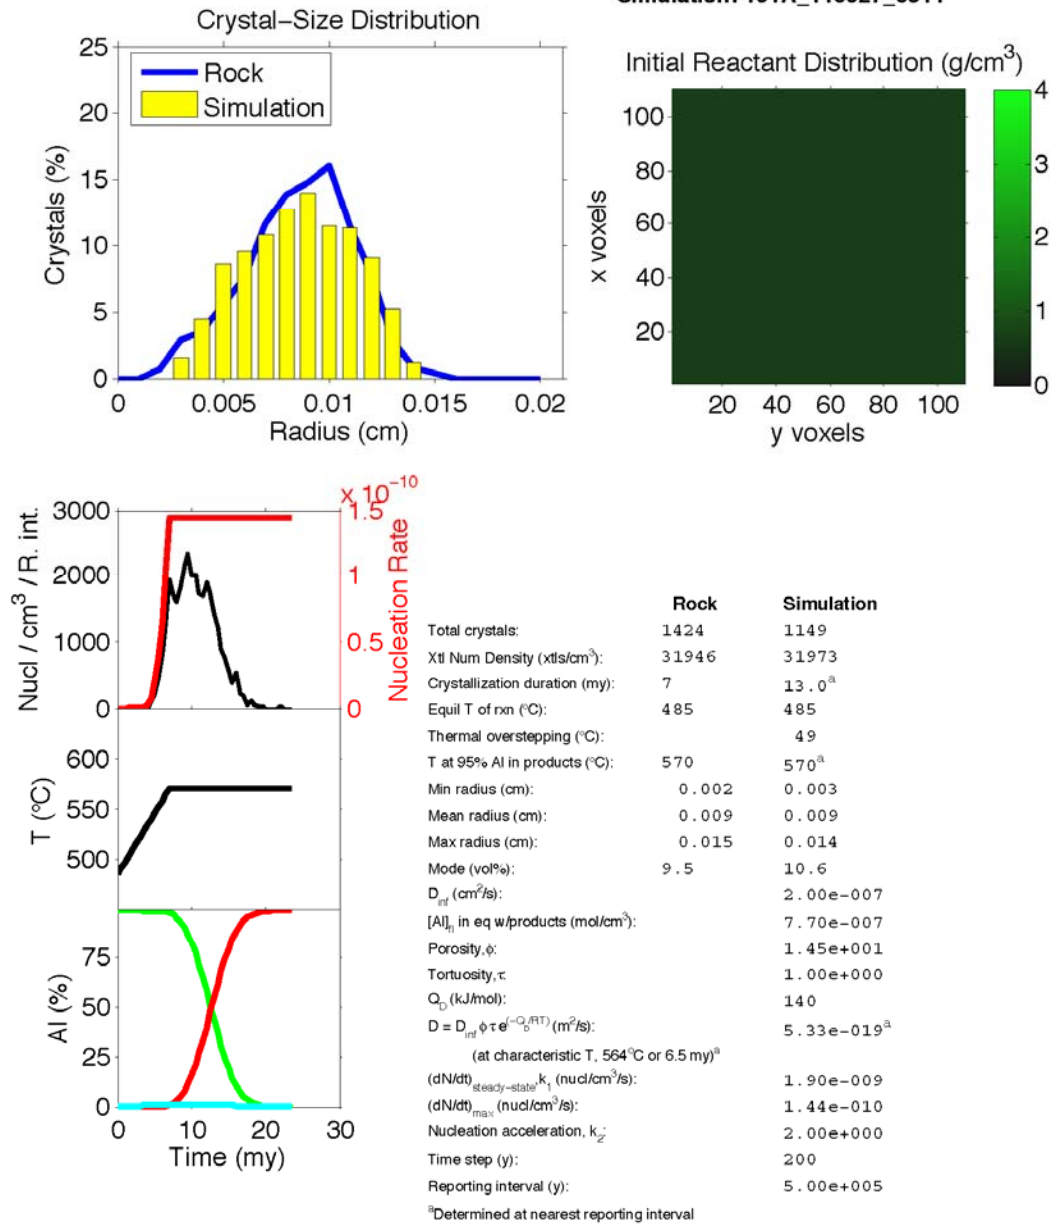 Crystal–Size Distribution
25
20
15
10
5
0
Crystals (%)
Rock
Simulation
0 0.005 0.01 0.015 0.02
Radius (cm)
Initial Reactant Distribution (g/cm³)
100
80
60
40
20
x voxels
20 40 60 80 100
y voxels
4
3
2
1
0
3000
2000
1000
0
Nucl / cm³ / R. int.
x 10⁻¹⁰
1.5
1
0.5
0
Nucleation Rate
600
550
500
T (°C)
75
50
25
0
Al (%)
0 10 20 30
Time (my)
Rock Simulation
Total crystals: 1424 1149
Xtl Num Density (xtls/cm³): 31946 31973
Crystallization duration (my): 7 13.0ᵃ
Equil T of rxn (°C): 485 485
Thermal overstepping (°C): 49
T at 95% Al in products (°C): 570 570ᵃ
Min radius (cm): 0.002 0.003
Mean radius (cm): 0.009 0.009
Max radius (cm): 0.015 0.014
Mode (vol%): 9.5 10.6
D_inf (cm²/s): 2.00e-007
[Al]_fl in eq w/products (mol/cm³): 7.70e-007
Porosity, ϕ: 1.45e+001
Tortuosity, τ: 1.00e+000
Q_D (kJ/mol): 140
D = D_inf ϕ τ e^(-Q_D/RT) (m²/s): 5.33e-019ᵃ
(at characteristic T, 564°C or 6.5 my)ᵃ
(dN/dt)_steady-state, k₁ (nucl/cm³/s): 1.90e-009
(dN/dt)_max (nucl/cm³/s): 1.44e-010
Nucleation acceleration, k₂: 2.00e+000
Time step (y): 200
Reporting interval (y): 5.00e+005
ᵃDetermined at nearest reporting interval